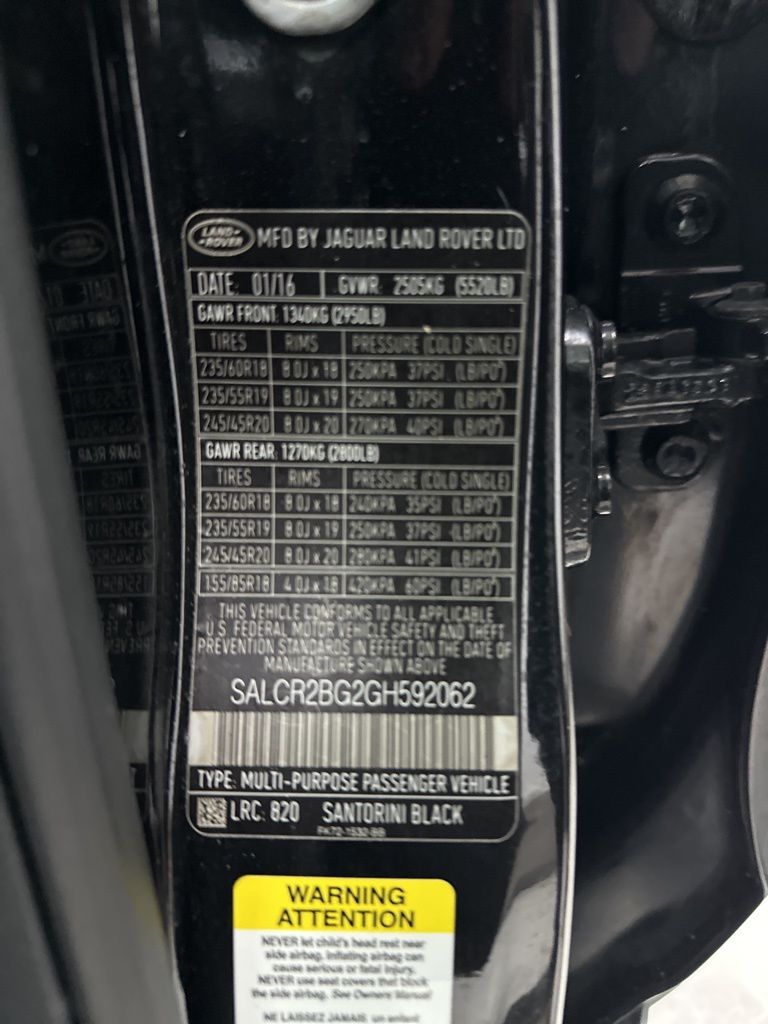 LAND ROVER MFD BY JAGUAR LAND ROVER LTD
DATE: 01/16 GVWR: 2505KG (5520LB)
GAWR FRONT: 1340KG (2950LB)
TIRES RIMS PRESSURE (COLD SINGLE)
235/60R18 8.0J x 18 250KPA 37PSI (LB/PO²)
235/55R19 8.0J x 19 250KPA 37PSI (LB/PO²)
245/45R20 8.0J x 20 270KPA 40PSI (LB/PO²)
GAWR REAR: 1270KG (2800LB)
TIRES RIMS PRESSURE (COLD SINGLE)
235/60R18 8.0J x 18 240KPA 35PSI (LB/PO²)
235/55R19 8.0J x 19 250KPA 37PSI (LB/PO²)
245/45R20 8.0J x 20 280KPA 41PSI (LB/PO²)
155/85R18 4.0J x 18 420KPA 60PSI (LB/PO²)
THIS VEHICLE CONFORMS TO ALL APPLICABLE
U.S. FEDERAL MOTOR VEHICLE SAFETY AND THEFT
PREVENTION STANDARDS IN EFFECT ON THE DATE OF
MANUFACTURE SHOWN ABOVE
SALCR2BG2GH592062
TYPE: MULTI-PURPOSE PASSENGER VEHICLE
LRC: 820 SANTORINI BLACK
FK72-1532-BB
WARNING
ATTENTION
NEVER let child's head rest near
side airbag. Inflating airbag can
cause serious or fatal injury.
NEVER use seat covers that block
the side airbag. See Owners Manual
NE LAISSEZ JAMAIS un enfant